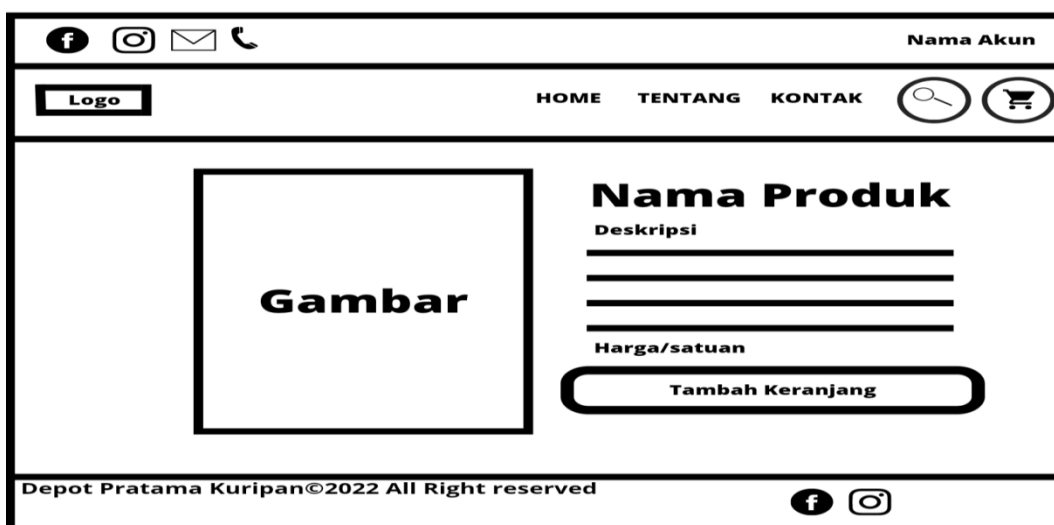 Nama Akun
Logo
HOME TENTANG KONTAK
Gambar
Nama Produk
Deskripsi
Harga/satuan
Tambah Keranjang
Depot Pratama Kuripan©2022 All Right reserved